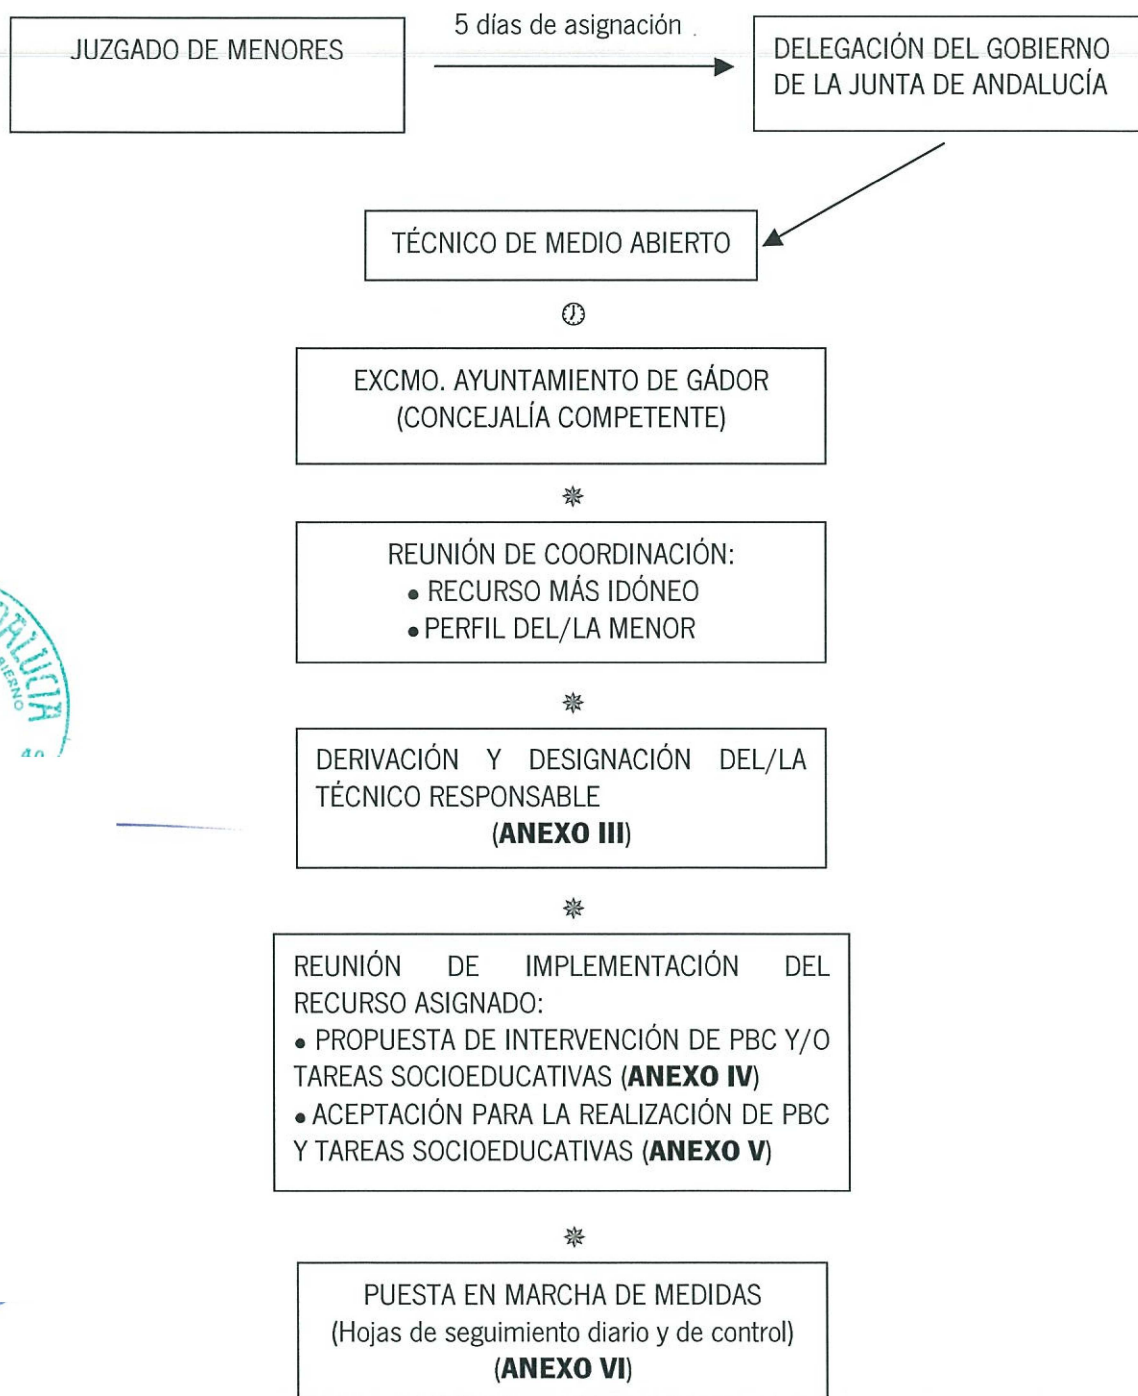 5 días de asignación
JUZGADO DE MENORES
DELEGACIÓN DEL GOBIERNO
DE LA JUNTA DE ANDALUCÍA
TÉCNICO DE MEDIO ABIERTO
EXCMO. AYUNTAMIENTO DE GÁDOR
(CONCEJALÍA COMPETENTE)
REUNIÓN DE COORDINACIÓN:
• RECURSO MÁS IDÓNEO
• PERFIL DEL/LA MENOR
DERIVACIÓN Y DESIGNACIÓN DEL/LA
TÉCNICO RESPONSABLE
(ANEXO III)
REUNIÓN DE IMPLEMENTACIÓN DEL
RECURSO ASIGNADO:
• PROPUESTA DE INTERVENCIÓN DE PBC Y/O
TAREAS SOCIOEDUCATIVAS (ANEXO IV)
• ACEPTACIÓN PARA LA REALIZACIÓN DE PBC
Y TAREAS SOCIOEDUCATIVAS (ANEXO V)
PUESTA EN MARCHA DE MEDIDAS
(Hojas de seguimiento diario y de control)
(ANEXO VI)